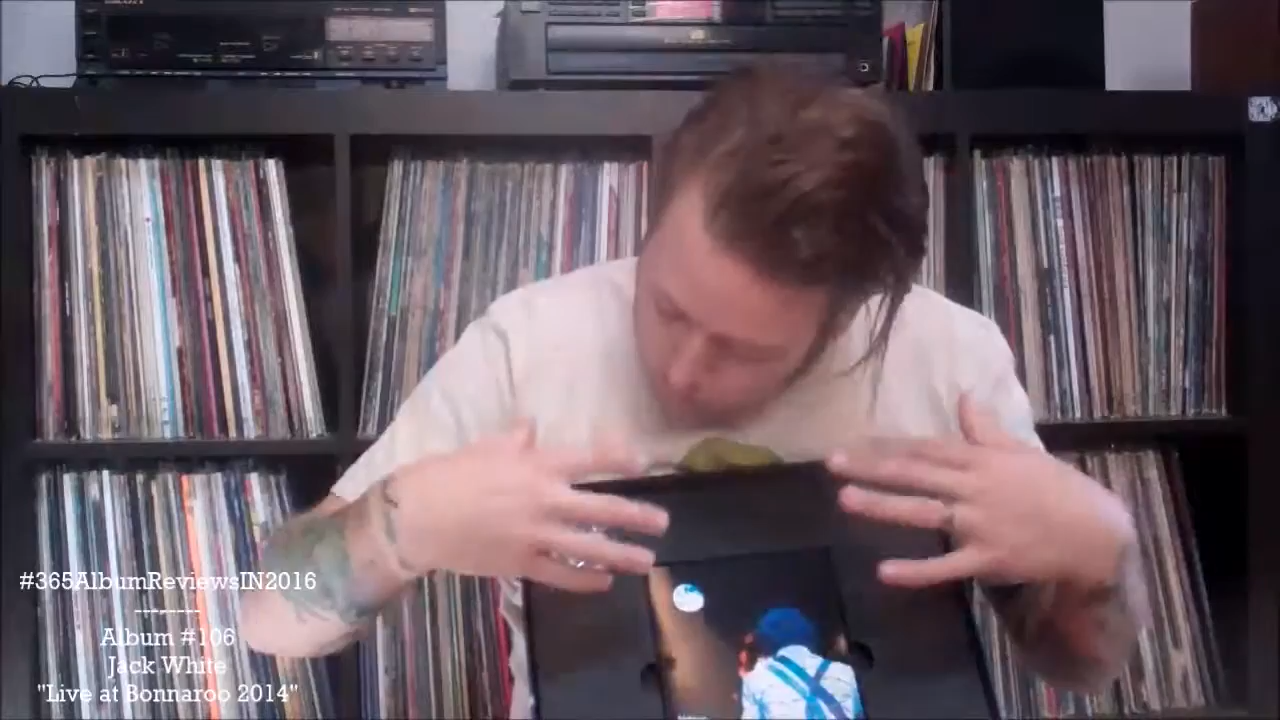 #365AlbumReviewsIN2016
--------
Album #106
Jack White
"Live at Bonnaroo 2014"